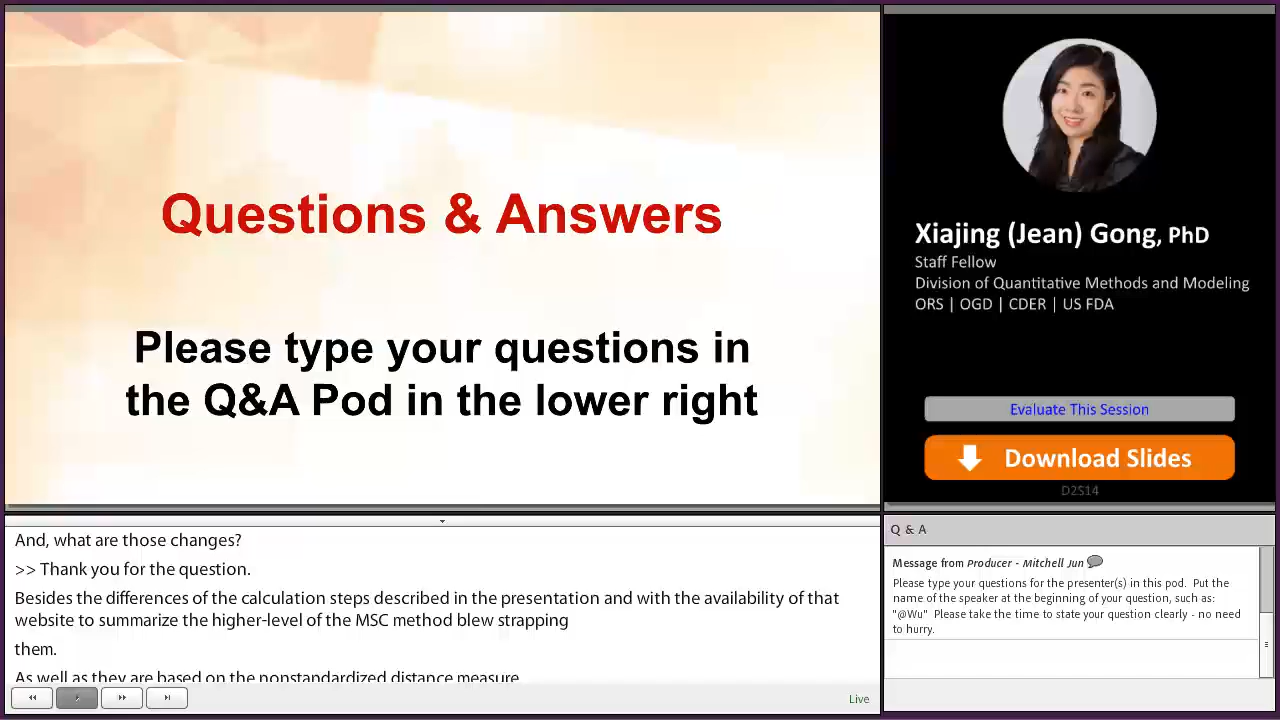 Questions & Answers
Please type your questions in
the Q&A Pod in the lower right
Xiajing (Jean) Gong, PhD
Staff Fellow
Division of Quantitative Methods and Modeling
ORS | OGD | CDER | US FDA
Evaluate This Session
Download Slides
D2S14
And, what are those changes?
>> Thank you for the question.
Besides the differences of the calculation steps described in the presentation and with the availability of that
website to summarize the higher-level of the MSC method blew strapping
them.
As well as they are based on the nonstandardized distance measure
Live
Q & A
Message from Producer - Mitchell Jun
Please type your questions for the presenter(s) in this pod. Put the
name of the speaker at the beginning of your question, such as:
"@Wu" Please take the time to state your question clearly - no need
to hurry.